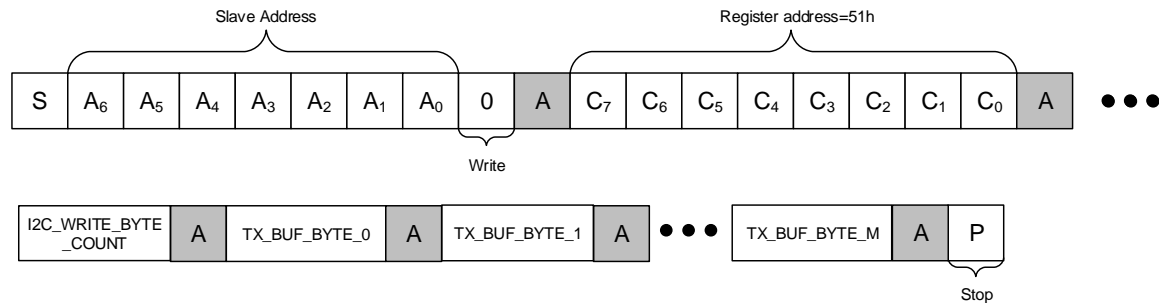 Slave Address
Register address=51h
S A₆ A₅ A₄ A₃ A₂ A₁ A₀ 0 A C₇ C₆ C₅ C₄ C₃ C₂ C₁ C₀ A
Write
I2C_WRITE_BYTE
_COUNT
A TX_BUF_BYTE_0 A TX_BUF_BYTE_1 A TX_BUF_BYTE_M A P
Stop